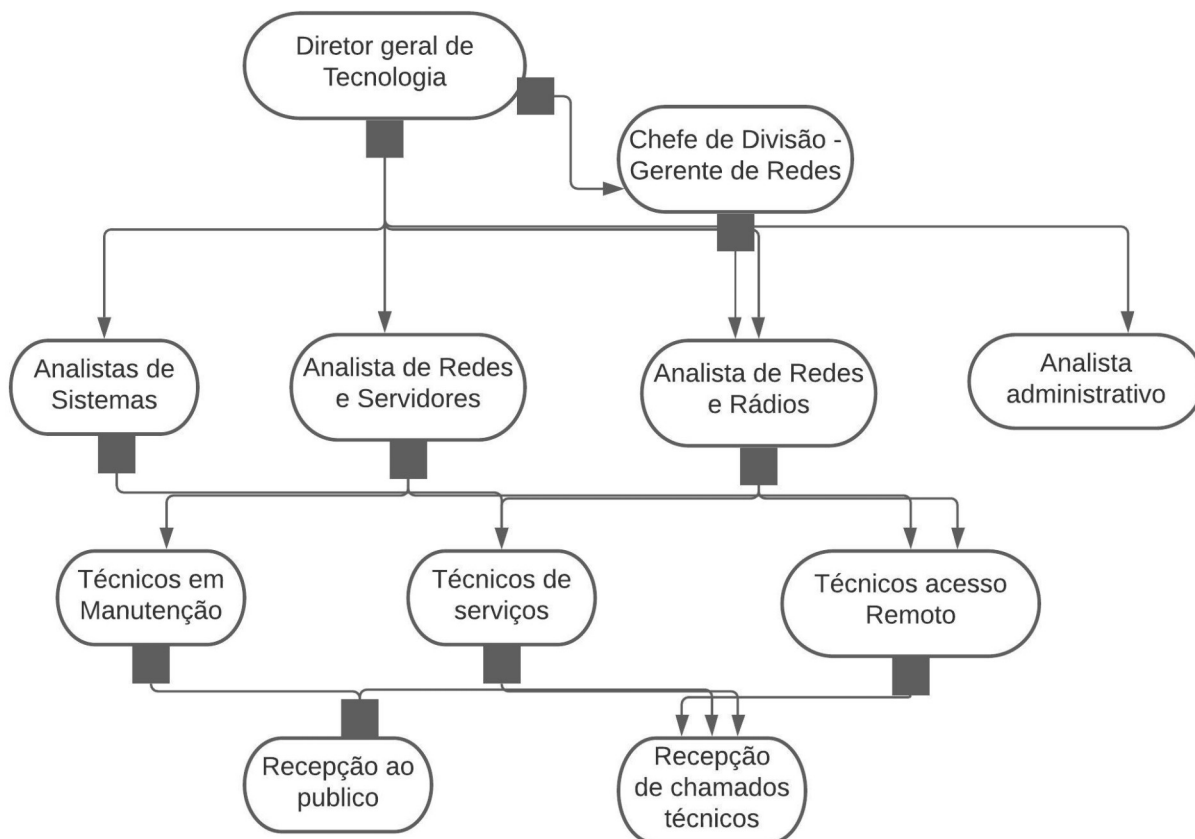 Diretor geral de
Tecnologia
Chefe de Divisão -
Gerente de Redes
Analistas de
Sistemas
Analista de Redes
e Servidores
Analista de Redes
e Rádios
Analista
administrativo
Técnicos em
Manutenção
Técnicos de
serviços
Técnicos acesso
Remoto
Recepção ao
publico
Recepção
de chamados
técnicos